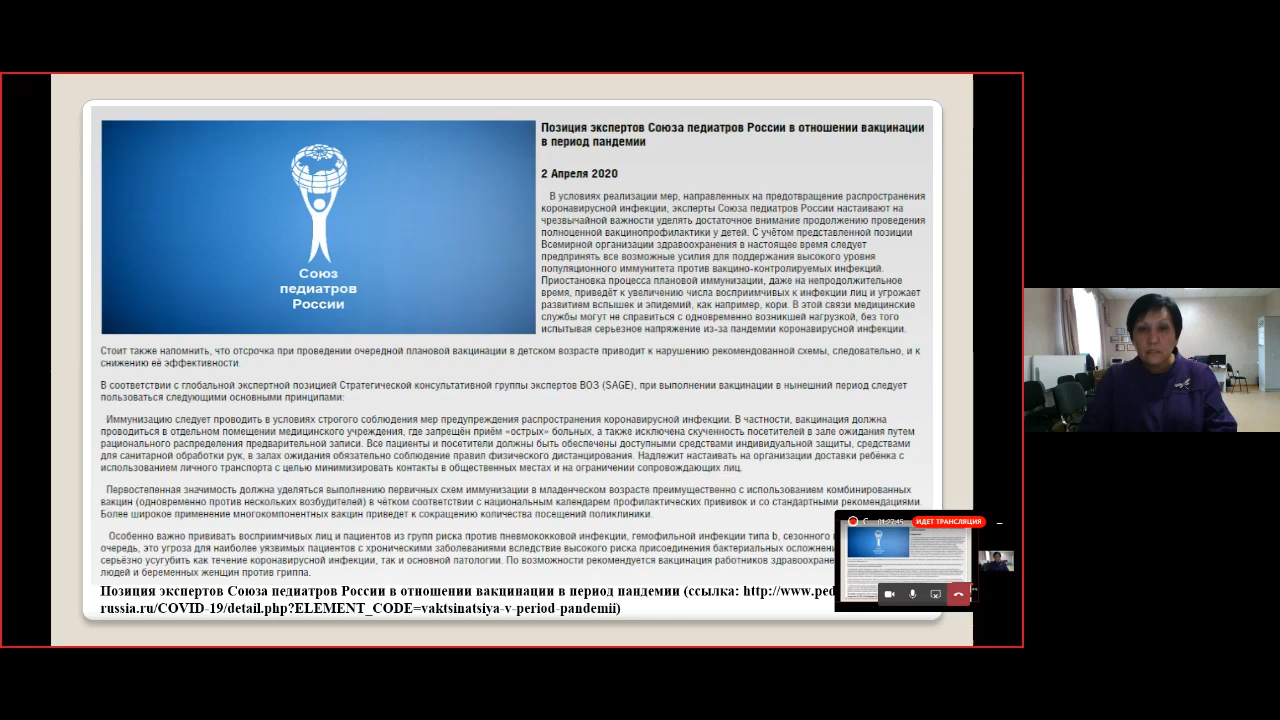 Союз
педиатров
России
Позиция экспертов Союза педиатров России в отношении вакцинации
в период пандемии
2 Апреля 2020
В условиях реализации мер, направленных на предотвращение распространения
коронавирусной инфекции, эксперты Союза педиатров России настаивают на
чрезвычайной важности уделять достаточное внимание продолжению проведения
полноценной вакцинопрофилактики у детей. С учётом представленной позиции
Всемирной организации здравоохранения в настоящее время следует
предпринять все возможные усилия для поддержания высокого уровня
популяционного иммунитета против вакцино-контролируемых инфекций.
Приостановка процесса плановой иммунизации, даже на непродолжительное
время, приведёт к увеличению числа восприимчивых к инфекции лиц и угрожает
развитием вспышек и эпидемий, как например, кори. В этой связи медицинские
службы могут не справиться с одновременно возникшей нагрузкой, без того
испытывая серьезное напряжение из-за пандемии коронавирусной инфекции.
Стоит также напомнить, что отсрочка при проведении очередной плановой вакцинации в детском возрасте приводит к нарушению рекомендованной схемы, следовательно, и к
снижению её эффективности.
В соответствии с глобальной экспертной позицией Стратегической консультативной группы экспертов ВОЗ (SAGE), при выполнении вакцинации в нынешний период следует
пользоваться следующими основными принципами:
Иммунизацию следует проводить в условиях строгого соблюдения мер предупреждения распространения коронавирусной инфекции. В частности, вакцинация должна
проводиться в отдельном помещении медицинского учреждения, где запрещён приём «острых» больных, а также исключена скученность посетителей в зале ожидания путем
рационального распределения предварительной записи. Все пациенты и посетители должны быть обеспечены доступными средствами индивидуальной защиты, средствами
для санитарной обработки рук, в залах ожидания обязательно соблюдение правил физического дистанцирования. Надлежит настаивать на организации доставки ребёнка с
использованием личного транспорта с целью минимизировать контакты в общественных местах и на ограничении сопровождающих лиц.
Первостепенная значимость должна уделяться выполнению первичных схем иммунизации в младенческом возрасте преимущественно с использованием комбинированных
вакцин (одновременно против нескольких возбудителей) в чётком соответствии с национальным календарем профилактических прививок и со стандартными рекомендациями.
Более широкое применение многокомпонентных вакцин приведет к сокращению количества посещений поликлиники.
Особенно важно прививать восприимчивых лиц и пациентов из групп риска против пневмококковой инфекции, гемофильной инфекции типа b, сезонного
очередь, это угроза для наиболее уязвимых пациентов с хроническими заболеваниями вследствие высокого риска присоединения бактериальных
серьёзно усугубить как течение коронавирусной инфекции, так и основной патологии. По возможности рекомендуется вакцинация работников
людей и беременных женщин против гриппа.
Позиция экспертов Союза педиатров России в отношении вакцинации в период пандемии (ссылка: http://www.ped
russia.ru/COVID-19/detail.php?ELEMENT_CODE=vaktsinatsiya-v-period-pandemii)
01:27:45 ИДЕТ ТРАНСЛЯЦИЯ